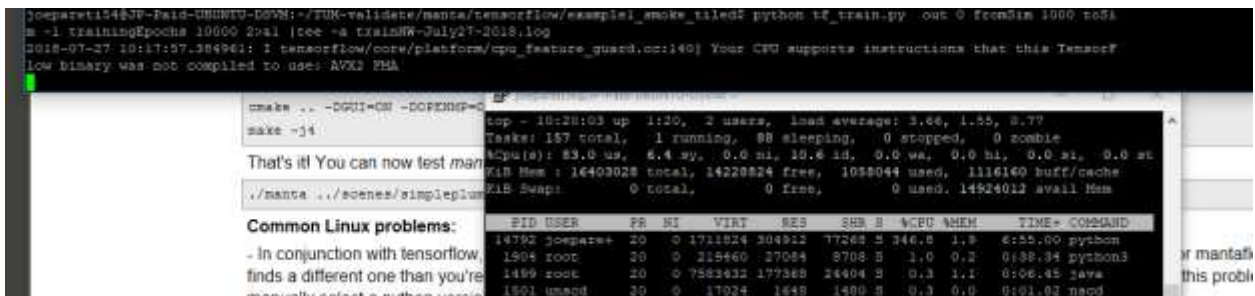 joepareti54@JP-Paid-UBUNTU-DSVM:~/TUM-validate/manta/tensorflow/example1_smoke_tiled$ python tf_train.py out 0 fromSim 1000 toSi
m -1 trainingEpochs 10000 2>&1 |tee -a trainNW-July27-2018.log
2018-07-27 10:17:57.384961: I tensorflow/core/platform/cpu_feature_guard.cc:140] Your CPU supports instructions that this TensorF
low binary was not compiled to use: AVX2 FMA
cmake .. -DGUI=ON -DOPENMP=O
make -j4
That's it! You can now test man
./manta ../scenes/simpleplum
Common Linux problems:
- In conjunction with tensorflow,
finds a different one than you're
manually select a python version
top - 10:20:03 up 1:20, 2 users, load average: 3.66, 1.55, 0.77
Tasks: 157 total, 1 running, 88 sleeping, 0 stopped, 0 zombie
%Cpu(s): 83.0 us, 6.4 sy, 0.0 ni, 10.6 id, 0.0 wa, 0.0 hi, 0.0 si, 0.0 st
KiB Mem : 16403028 total, 14228824 free, 1058044 used, 1116160 buff/cache
KiB Swap: 0 total, 0 free, 0 used. 14924012 avail Mem
PID USER PR NI VIRT RES SHR S %CPU %MEM TIME+ COMMAND
14792 joepare+ 20 0 1711824 304912 77268 S 346.8 1.9 6:55.00 python
1904 root 20 0 219460 27084 8708 S 1.0 0.2 0:38.34 python3
1499 root 20 0 7583432 177368 24404 S 0.3 1.1 0:06.45 java
1501 unscd 20 0 17024 1648 1480 S 0.3 0.0 0:01.82 nscd
or mantafl
this proble